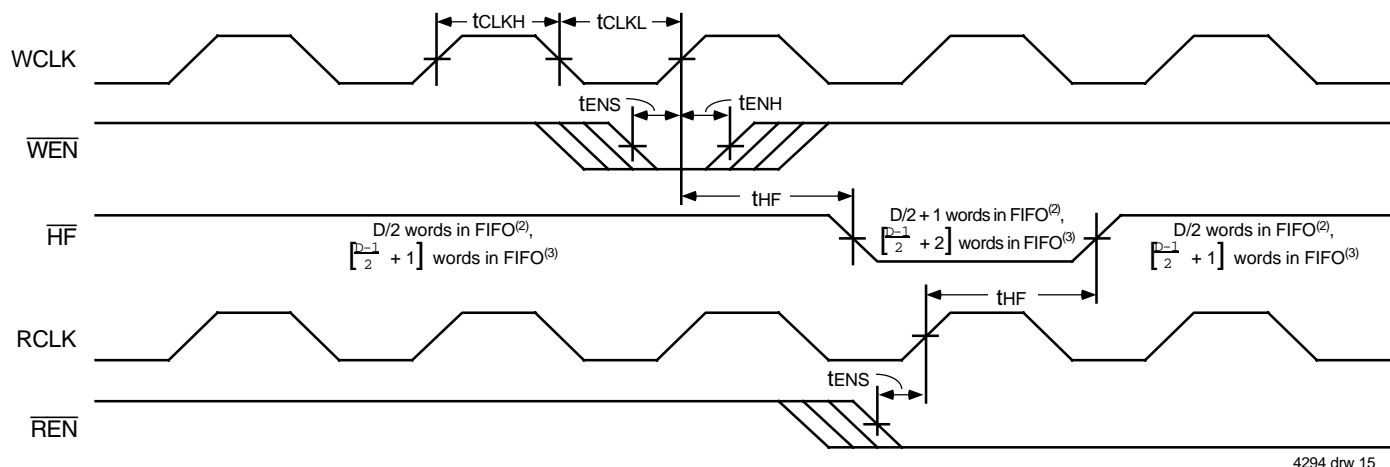 tCLKH
tCLKL
WCLK
tENS
tENH
WEN
tHF
HF
D/2 words in FIFO(2),
[D-1/2 + 1] words in FIFO(3)
D/2 + 1 words in FIFO(2),
[D-1/2 + 2] words in FIFO(3)
D/2 words in FIFO(2),
[D-1/2 + 1] words in FIFO(3)
tHF
RCLK
tENS
REN
4294 drw 15